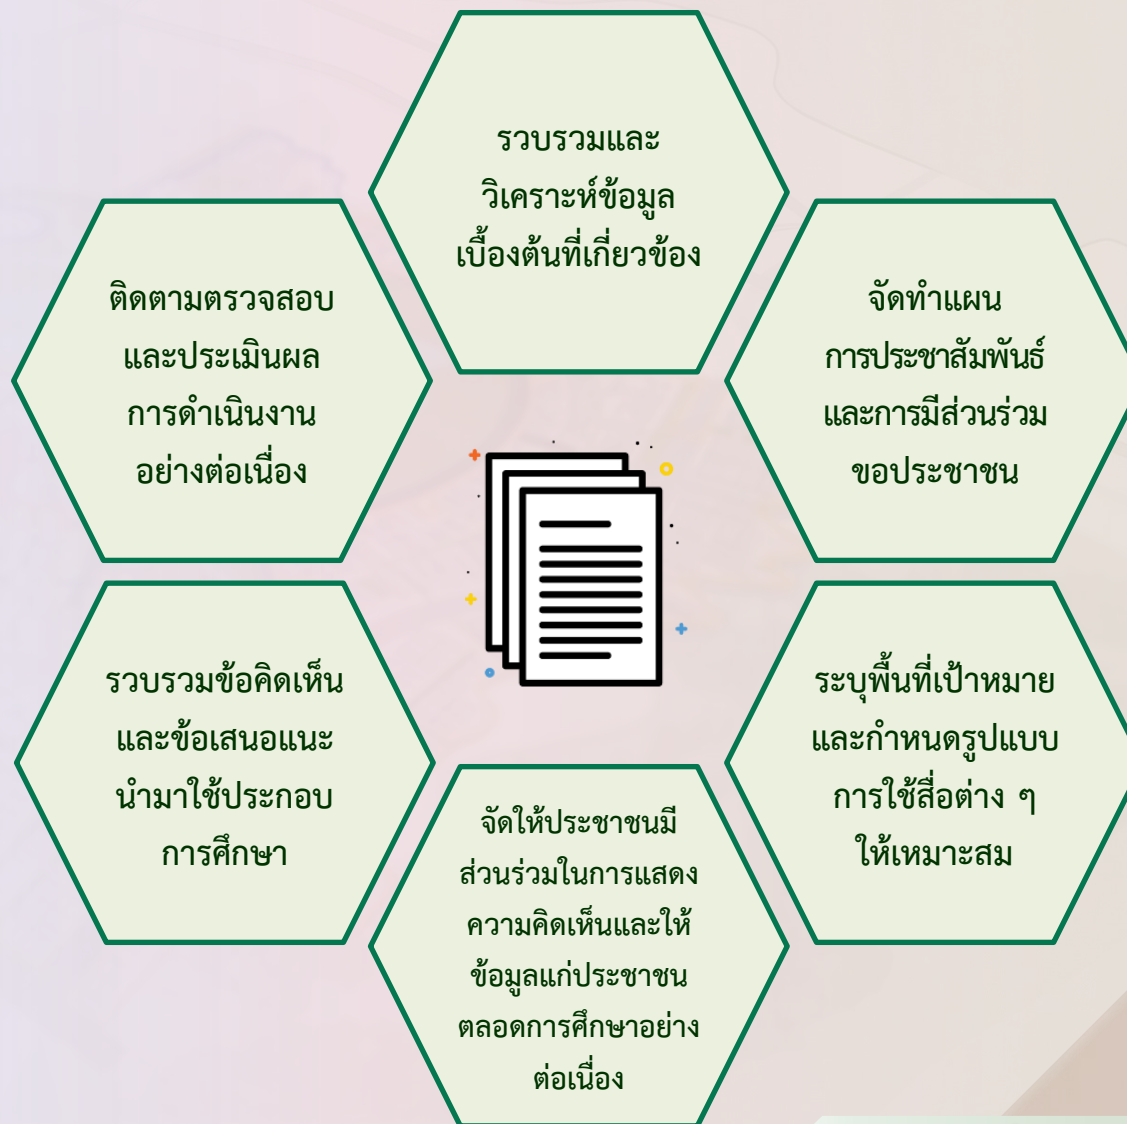 รวบรวมและ
วิเคราะห์ข้อมูล
เบื้องต้นที่เกี่ยวข้อง
จัดทำแผน
การประชาสัมพันธ์
และการมีส่วนร่วม
ขอประชาชน
ระบุพื้นที่เป้าหมาย
และกำหนดรูปแบบ
การใช้สื่อต่าง ๆ
ให้เหมาะสม
จัดให้ประชาชนมี
ส่วนร่วมในการแสดง
ความคิดเห็นและให้
ข้อมูลแก่ประชาชน
ตลอดการศึกษาอย่าง
ต่อเนื่อง
รวบรวมข้อคิดเห็น
และข้อเสนอแนะ
นำมาใช้ประกอบ
การศึกษา
ติดตามตรวจสอบ
และประเมินผล
การดำเนินงาน
อย่างต่อเนื่อง